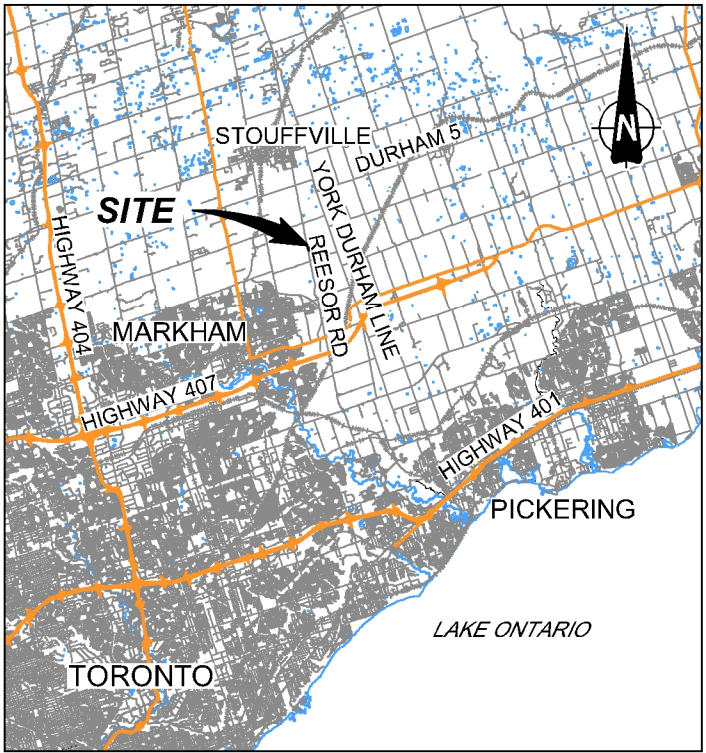 N
STOUFFVILLE
DURHAM 5
SITE
YORK DURHAM LINE
REESOR RD
HIGHWAY 404
MARKHAM
HIGHWAY 407
HIGHWAY 401
PICKERING
LAKE ONTARIO
TORONTO